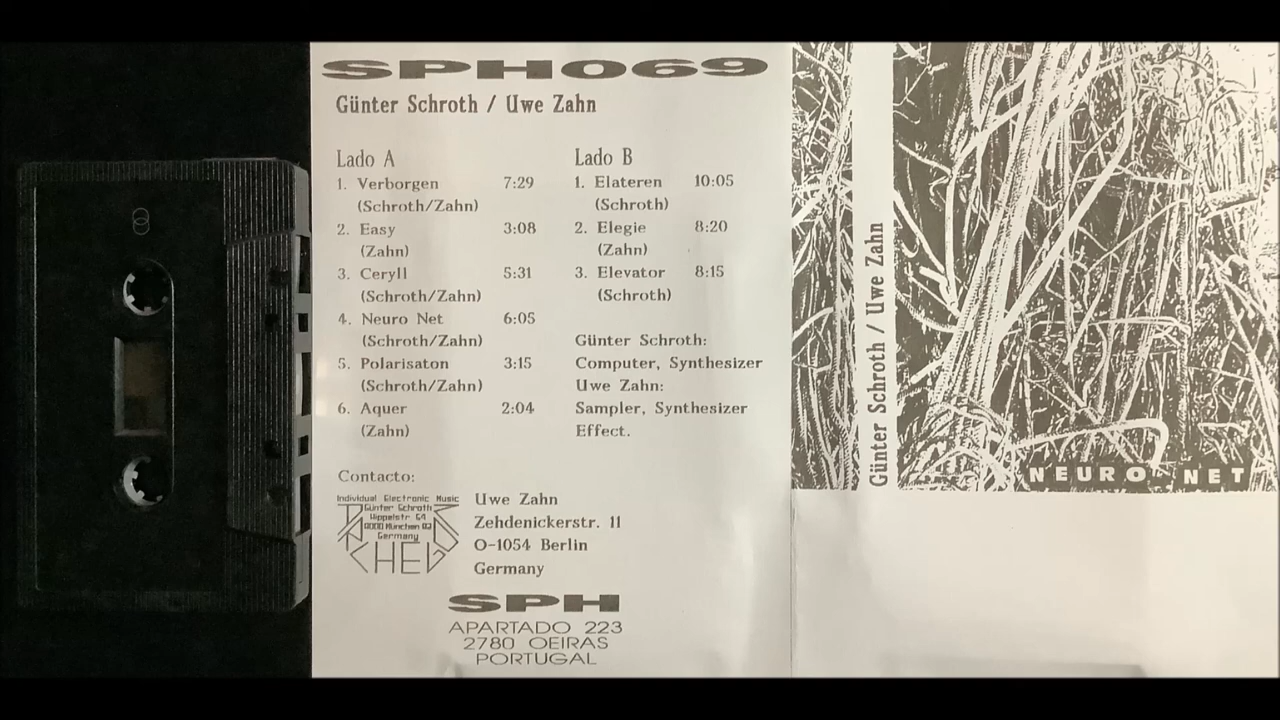 SPH069
Günter Schroth / Uwe Zahn
Lado A
1. Verborgen 7:29
(Schroth/Zahn)
2. Easy 3:08
(Zahn)
3. Ceryll 5:31
(Schroth/Zahn)
4. Neuro Net 6:05
(Schroth/Zahn)
5. Polarisaton 3:15
(Schroth/Zahn)
6. Aquer 2:04
(Zahn)
Lado B
1. Elateren 10:05
(Schroth)
2. Elegie 8:20
(Zahn)
3. Elevator 8:15
(Schroth)
Günter Schroth:
Computer, Synthesizer
Uwe Zahn:
Sampler, Synthesizer
Effect.
Contacto:
Individual Electronic Music
Günter Schroth
8000 München 83
Germany
Uwe Zahn
Zehdenickerstr. 11
O-1054 Berlin
Germany
SPH
APARTADO 223
2780 OEIRAS
PORTUGAL
Günter Schroth / Uwe Zahn
NEURO NET